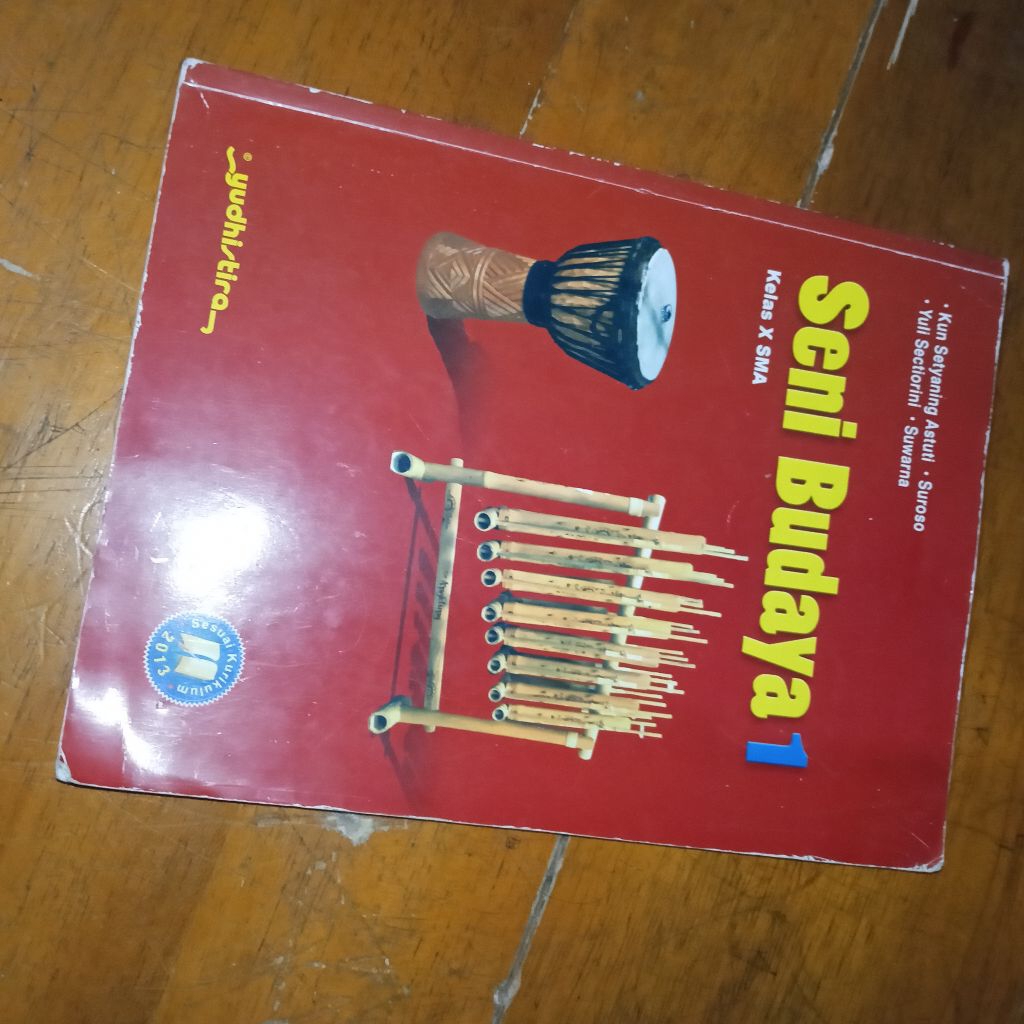 • Kun Setyaning Astuti • Suroso
• Yuli Sectiorini • Suwarna
Seni Budaya 1
Kelas X SMA
yudhistira
®
Sesuai Kurikulum
2013